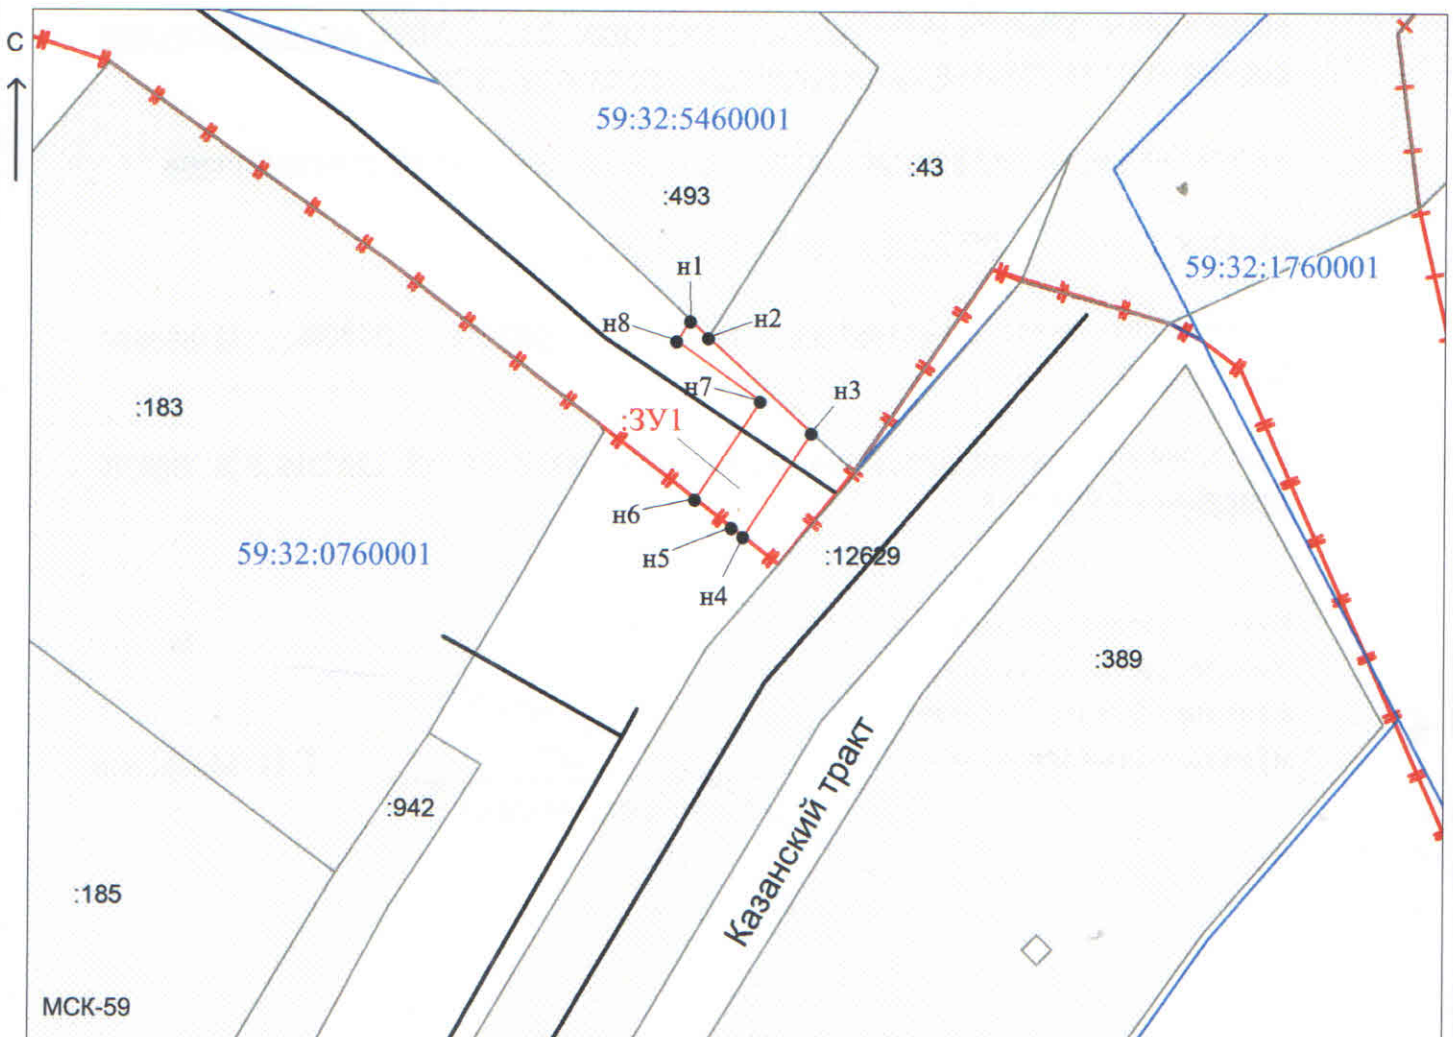 С
59:32:5460001
:43
:493
59:32:1760001
н1
н2
н8
н7
н3
:183
:ЗУ1
н6
н5
н4
59:32:0760001
:12629
:389
Казанский тракт
:942
:185
МСК-59